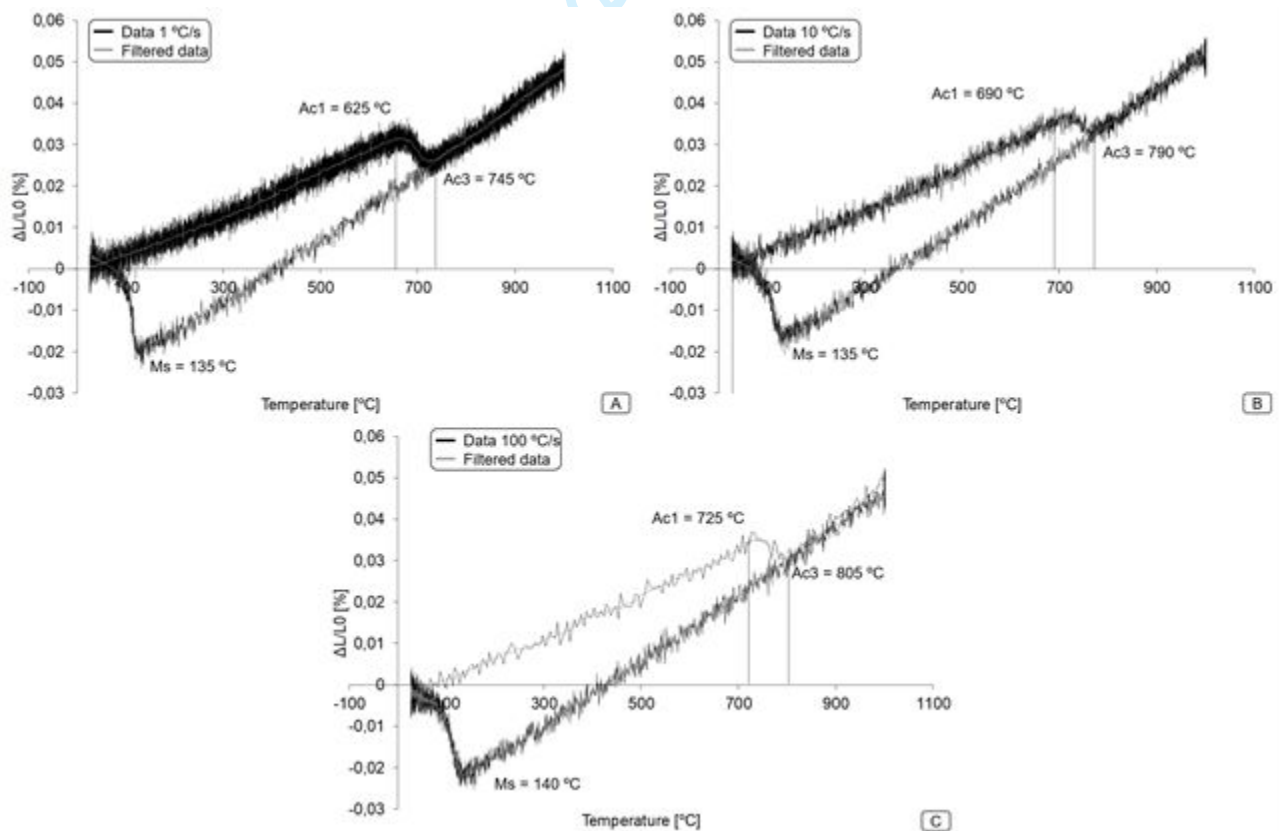 0,06
0,05
0,04
0,03
0,02
0,01
0
-0,01
-0,02
-0,03
ΔL/L0 [%]
Data 1 ºC/s
Filtered data
Ac1 = 625 ºC
Ac3 = 745 ºC
Ms = 135 ºC
-100 100 300 500 700 900 1100
Temperature [ºC]
A
0,06
0,05
0,04
0,03
0,02
0,01
0
-0,01
-0,02
-0,03
ΔL/L0 [%]
Data 10 ºC/s
Filtered data
Ac1 = 690 ºC
Ac3 = 790 ºC
Ms = 135 ºC
-100 100 300 500 700 900 1100
Temperature [ºC]
B
0,06
0,05
0,04
0,03
0,02
0,01
0
-0,01
-0,02
-0,03
ΔL/L0 [%]
Data 100 ºC/s
Filtered data
Ac1 = 725 ºC
Ac3 = 805 ºC
Ms = 140 ºC
-100 100 300 500 700 900 1100
Temperature [ºC]
C